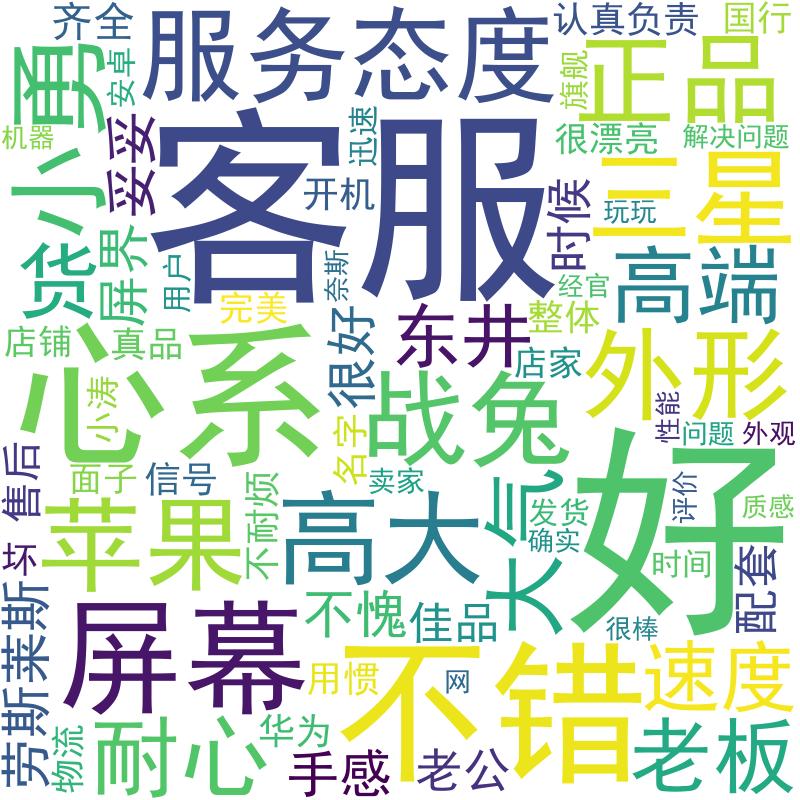 齐全
服务态度
认真负责
国行
小勇
安卓
旗舰
正品
机器
妥妥
客服
迅速
很漂亮
解决问题
开机
时候
三星
玩玩
货
屏界
用户
奈斯
经官
高端
完美
店铺
真品
心系
很好
东井
整体
店家
外形
小涛
战兔
名字
性能
问题
外观
好
售后
面子
信号
不耐烦
卖家
大气
发货
评价
质感
苹果
高大
确实
时间
坏
配套
劳斯莱斯
屏幕
不愧
佳品
很棒
用惯
不错
网
速度
物流
耐心
华为
手感
老公
老板